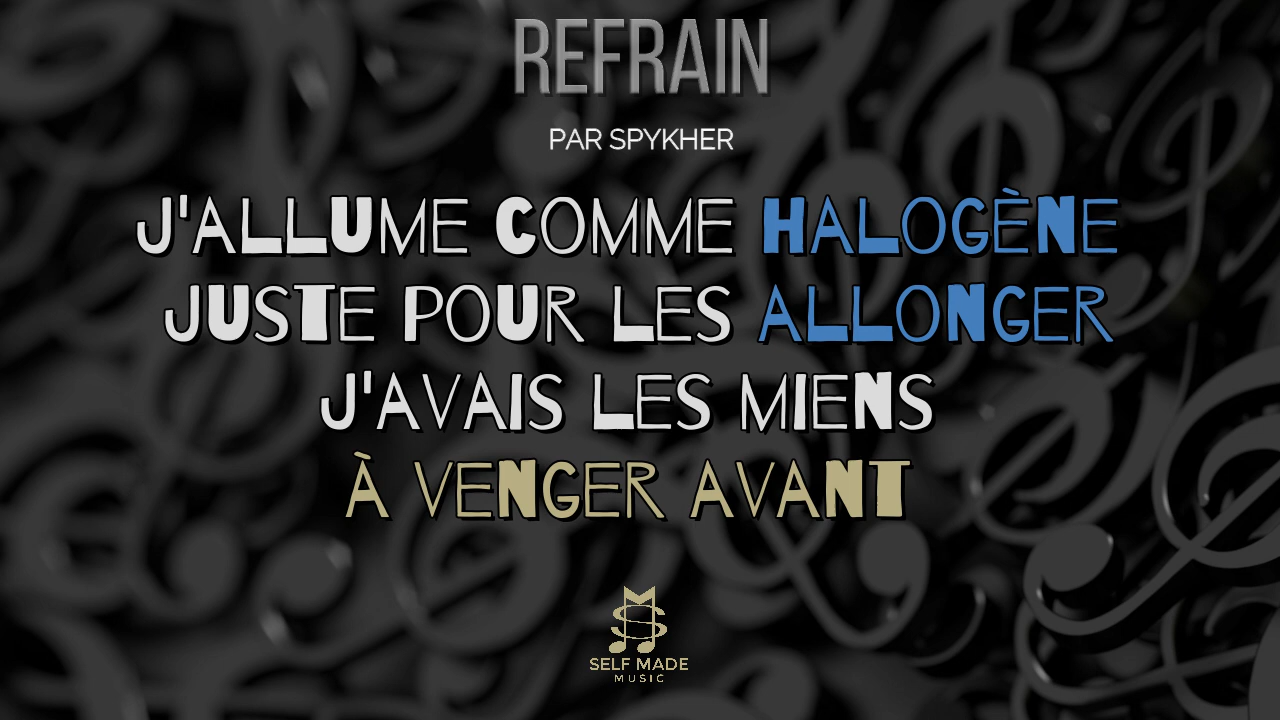 REFRAIN
PAR SPYKHER
J'ALLUME COMME HALOGÈNE
JUSTE POUR LES ALLONGER
J'AVAIS LES MIENS
À VENGER AVANT
SELF MADE
MUSIC